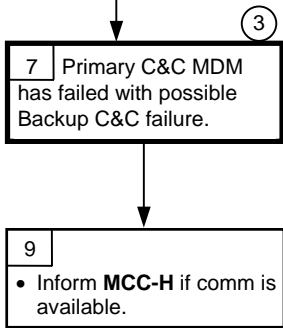 3
7 Primary C&C MDM
has failed with possible
Backup C&C failure.
9
• Inform MCC-H if comm is
available.